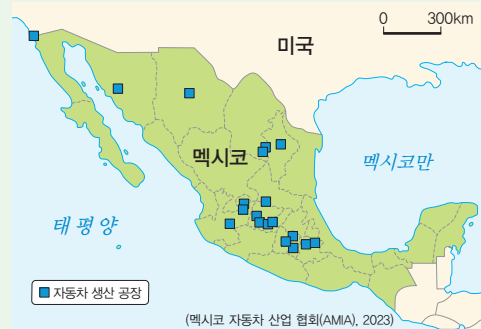 0 300km
미국
멕시코
멕시코만
태평양
자동차 생산 공장
(멕시코 자동차 산업 협회(AMIA), 2023)